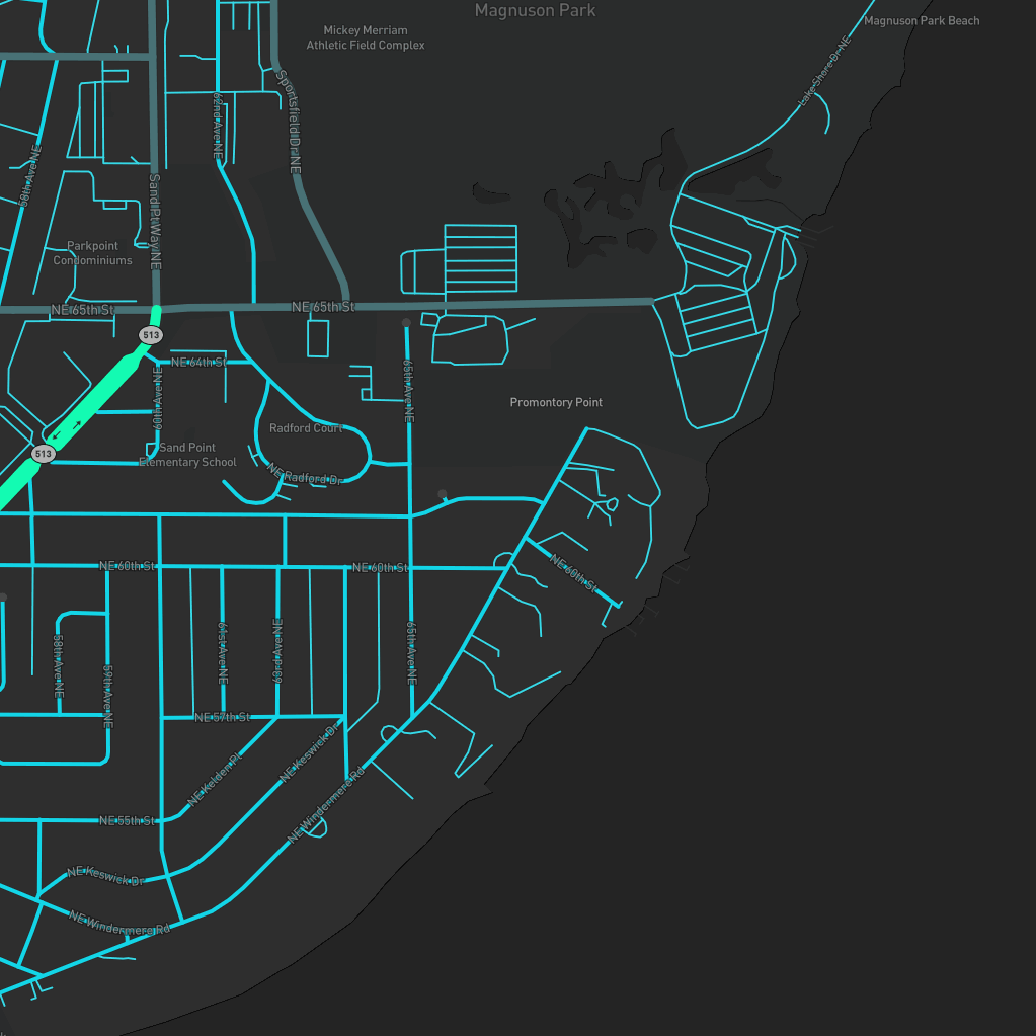 Magnuson Park
Magnuson Park Beach
Mickey Merriam
Athletic Field Complex
Lake Shore Dr NE
Sportsfield Dr NE
62nd Ave NE
58th Ave NE
Sand Pt Way NE
Parkpoint
Condominiums
NE 65th St
NE 65th St
513
NE 64th St
60th Ave NE
65th Ave NE
Promontory Point
Radford Court
Sand Point
Elementary School
513
NE Radford Dr
NE 60th St
NE 60th St
NE 60th St
58th Ave NE
59th Ave NE
61st Ave NE
63rd Ave NE
65th Ave NE
NE 57th St
NE Kelden Pl
NE Keswick Dr
NE Windermere Rd
NE 55th St
NE Keswick Dr
NE Windermere Rd